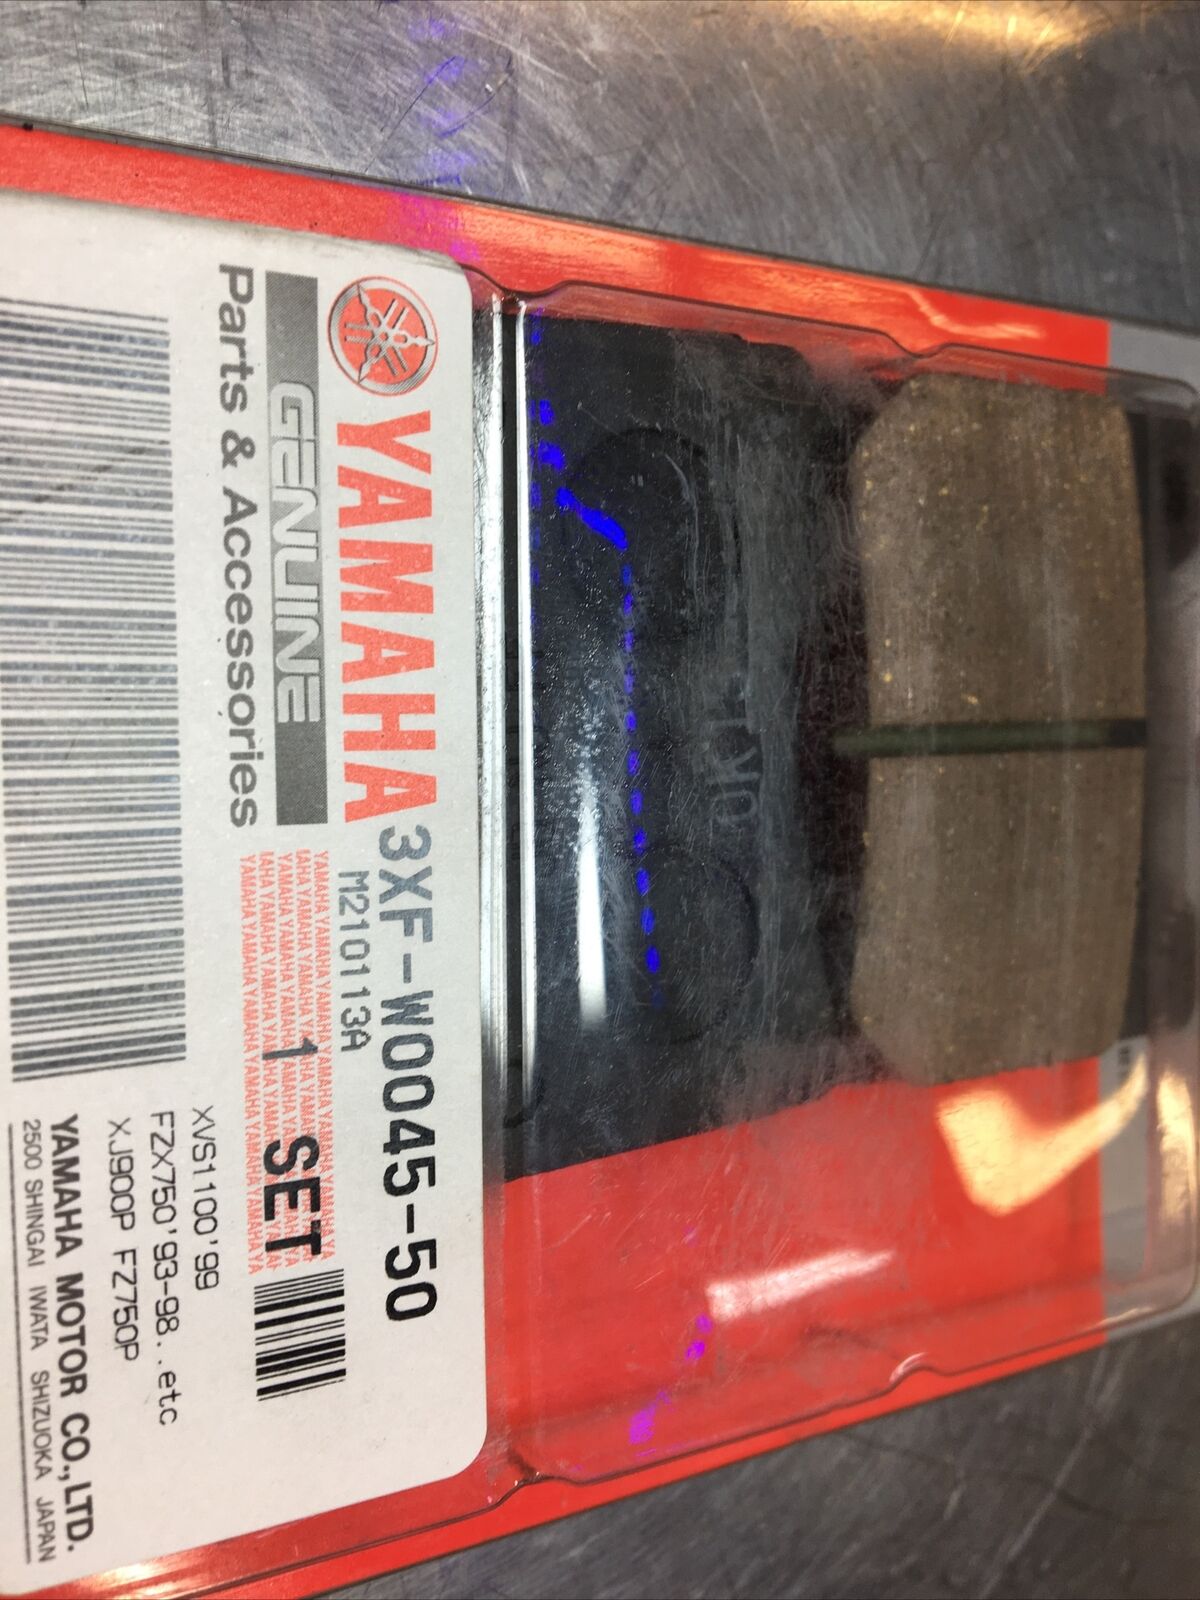 YAMAHA
GENUINE
Parts & Accessories
3XF-W0045-50
M210113A
YAMAHAYAMAHAYAMAHAYAMAHAYAMAHAYA
1 SET
XVS1100'99
FZX750'93-98..etc
XJ900P FZ750P
YAMAHA MOTOR CO.,LTD.
2500 SHINGAI IWATA SHIZUOKA JAPAN